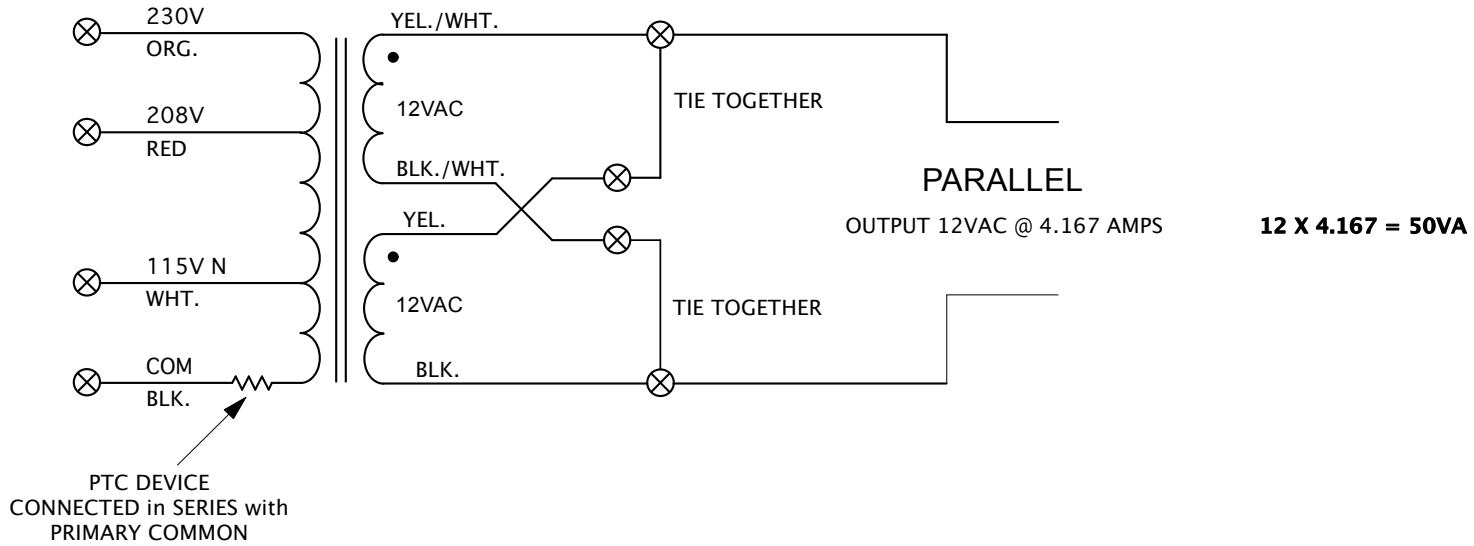 230V
ORG.
208V
RED
115V N
WHT.
COM
BLK.
PTC DEVICE
CONNECTED in SERIES with
PRIMARY COMMON
YEL./WHT.
12VAC
BLK./WHT.
YEL.
12VAC
BLK.
TIE TOGETHER
TIE TOGETHER
PARALLEL
OUTPUT 12VAC @ 4.167 AMPS
12 X 4.167 = 50VA